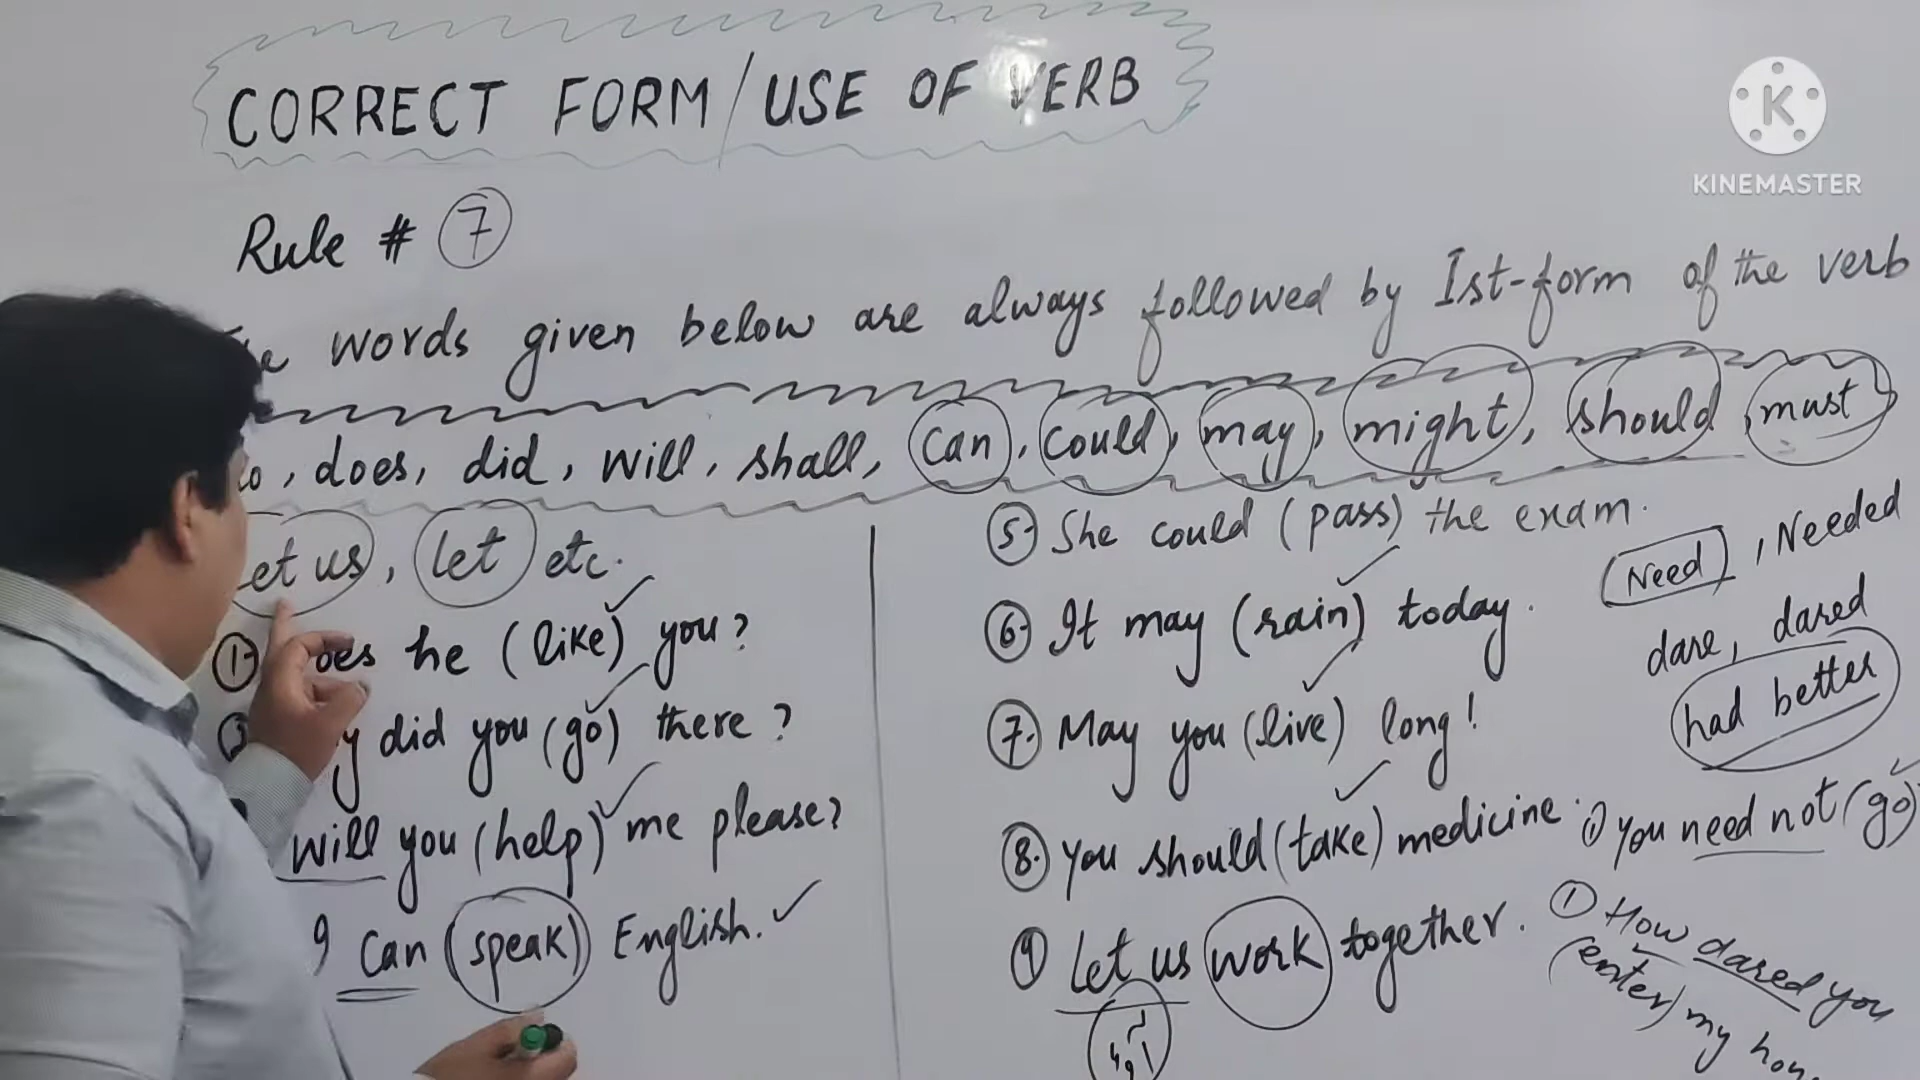 CORRECT FORM / USE OF VERB
KINEMASTER
Rule # 7
words given below are always followed by Ist-form of the verb
, does, did, will, shall, can, could, may, might, should, must
et us, let etc.
1. oes he (like) you?
did you (go) there?
will you (help) me please?
can (speak) English.
5. She could (pass) the exam.
6. It may (rain) today.
7. May you (live) long!
8. you should (take) medicine.
9 Let us work together.
Need, Needed
dare, dared
had better
1 you need not (go)
1 How dared you
(enter) my